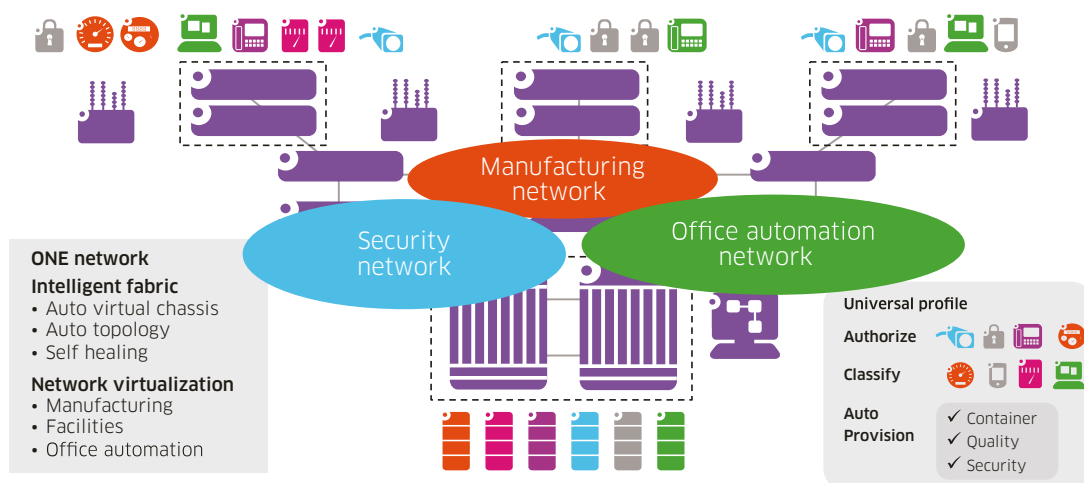 Manufacturing
network
Security
network
Office automation
network
ONE network
Intelligent fabric
• Auto virtual chassis
• Auto topology
• Self healing
Network virtualization
• Manufacturing
• Facilities
• Office automation
Universal profile
Authorize
Classify
Auto
Provision
✓ Container
✓ Quality
✓ Security